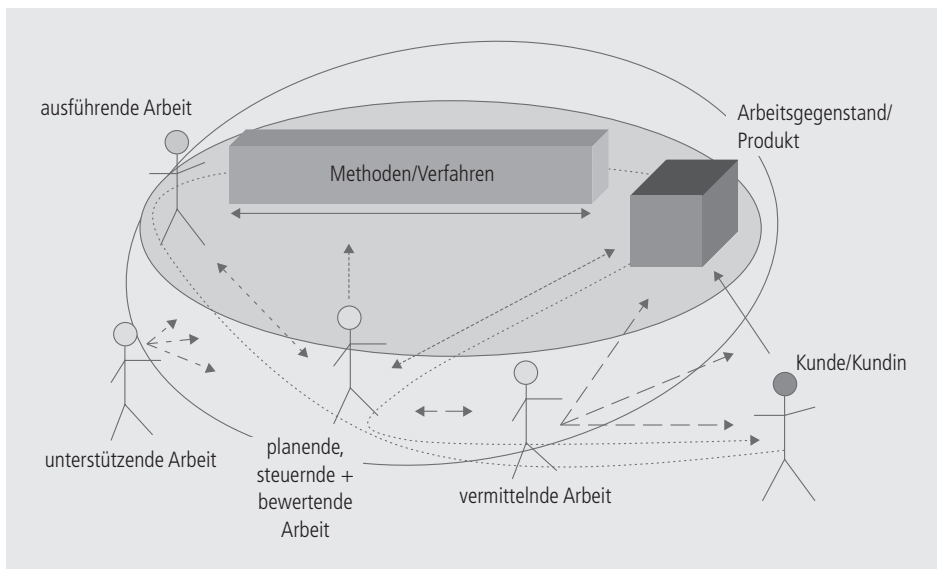 ausführende Arbeit
Arbeitsgegenstand/
Produkt
Methoden/Verfahren
Kunde/Kundin
unterstützende Arbeit
planende,
steuernde +
bewertende
Arbeit
vermittelnde Arbeit